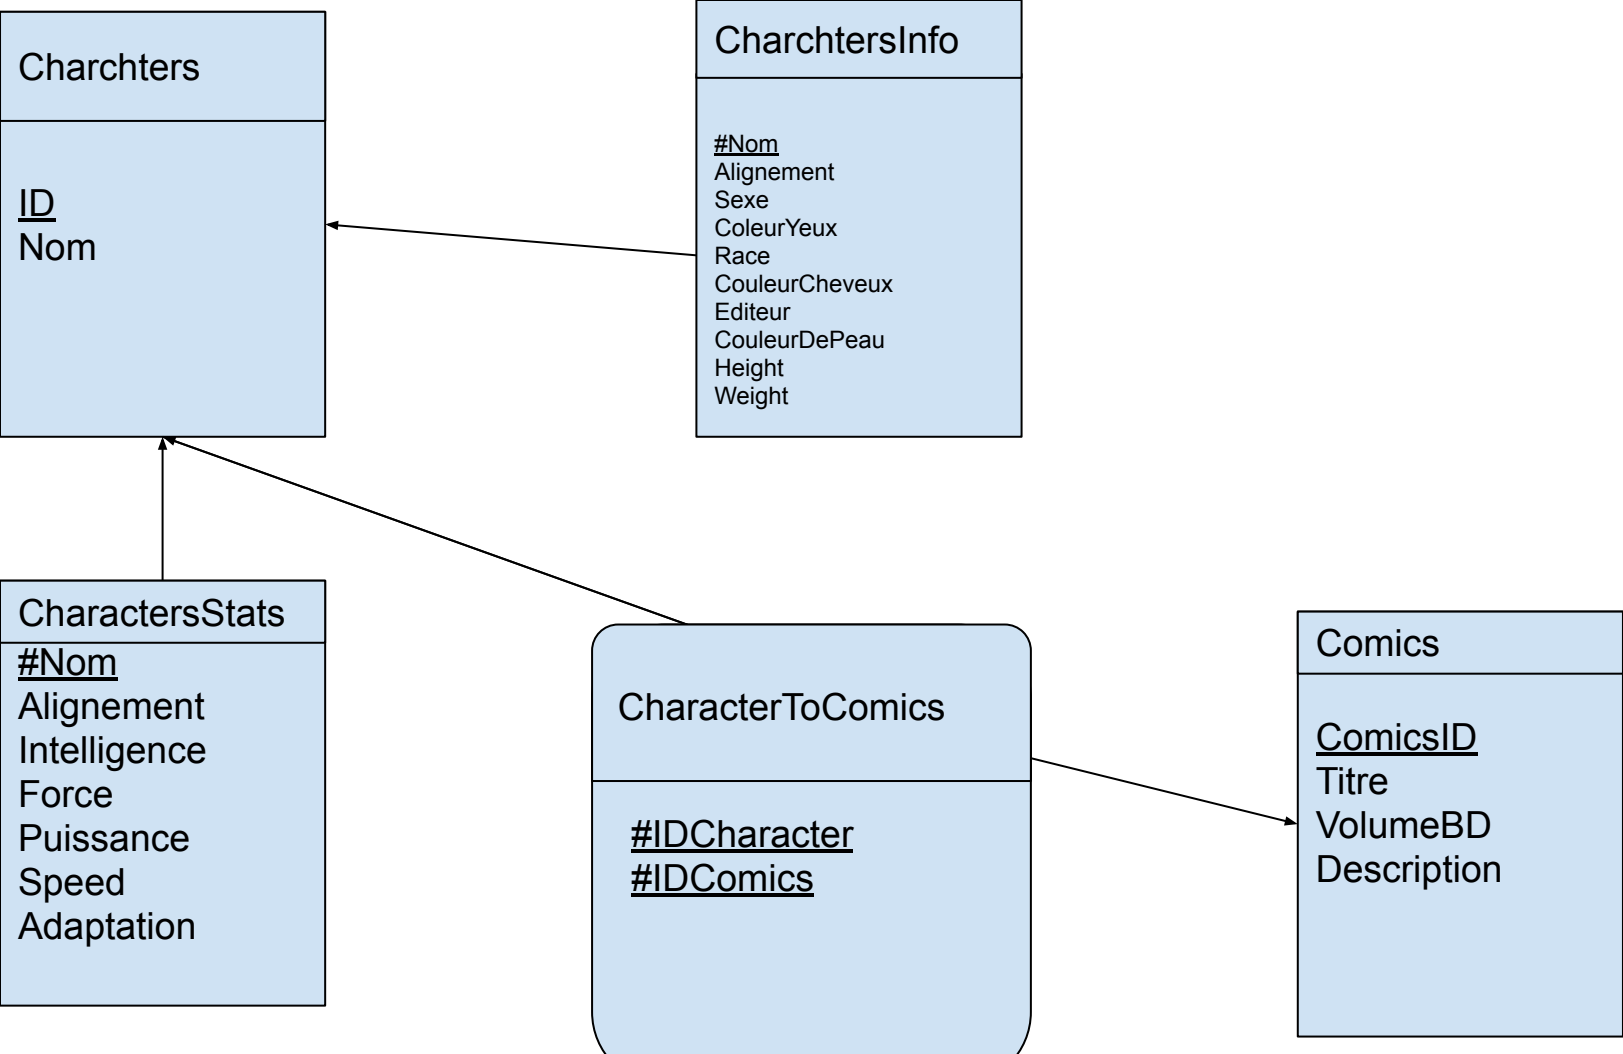 Charchters
ID
Nom
CharchtersInfo
#Nom
Alignement
Sexe
ColeurYeux
Race
CouleurCheveux
Editeur
CouleurDePeau
Height
Weight
CharactersStats
#Nom
Alignement
Intelligence
Force
Puissance
Speed
Adaptation
CharacterToComics
#IDCharacter
#IDComics
Comics
ComicsID
Titre
VolumeBD
Description